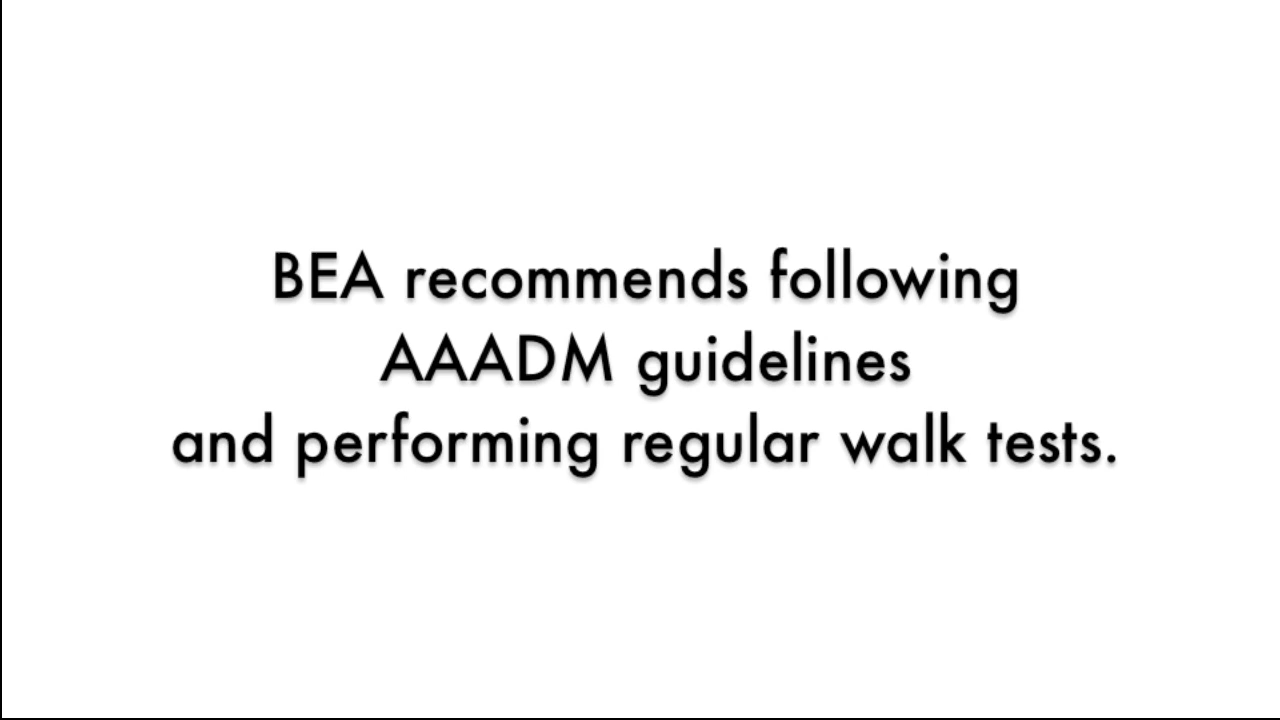 BEA recommends following
AAADM guidelines
and performing regular walk tests.